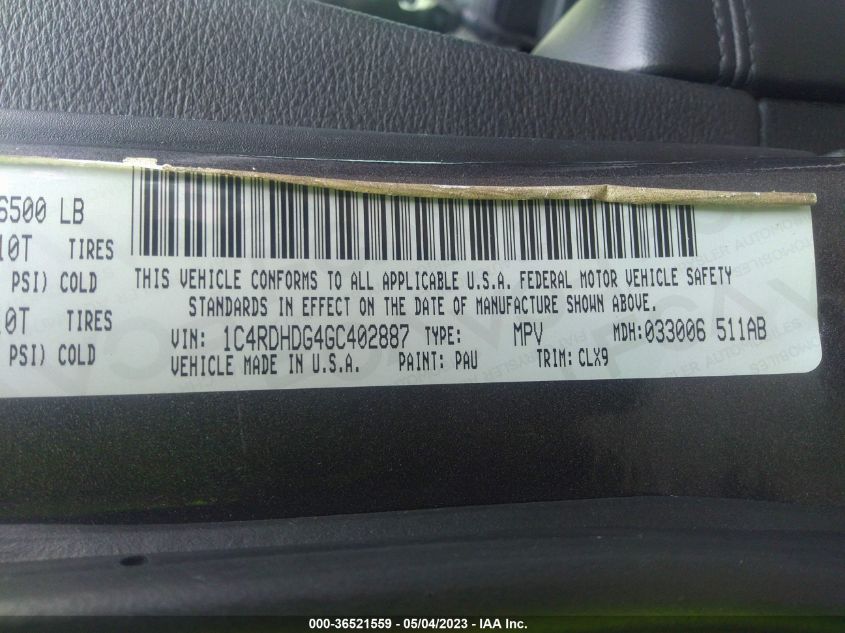 6500 LB
10T TIRES
PSI) COLD
10T TIRES
PSI) COLD
THIS VEHICLE CONFORMS TO ALL APPLICABLE U.S.A. FEDERAL MOTOR VEHICLE SAFETY
STANDARDS IN EFFECT ON THE DATE OF MANUFACTURE SHOWN ABOVE.
VIN: 1C4RDHDG4GC402887 TYPE: MPV MDH:033006 511AB
VEHICLE MADE IN U.S.A. PAINT: PAU TRIM: CLX9
000-36521559 — 05/04/2023 — IAA Inc.